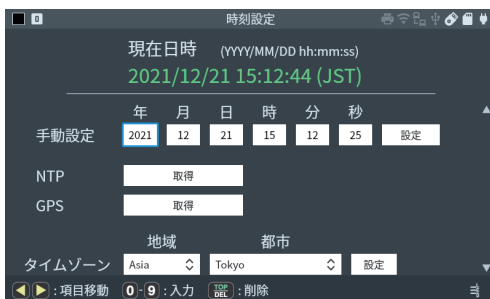 0 時刻設定
現在日時 (YYYY/MM/DD hh:mm:ss)
2021/12/21 15:12:44 (JST)
年 月 日 時 分 秒
手動設定 2021 12 21 15 12 25 設定
NTP 取得
GPS 取得
地域 都市
タイムゾーン Asia Tokyo 設定
:項目移動 0-9:入力 TOP DEL:削除